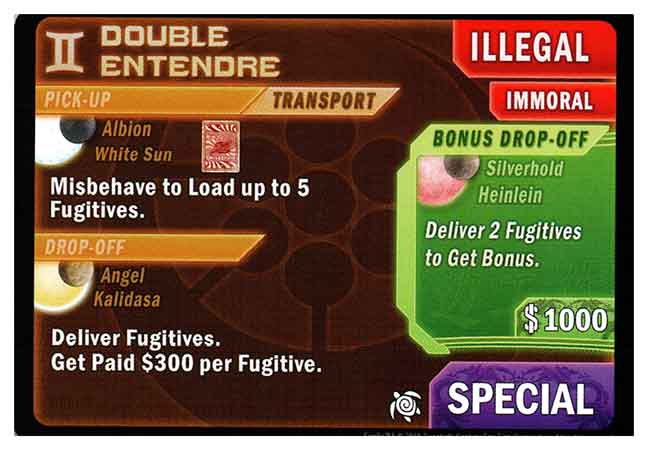 II DOUBLE
ENTENDRE
ILLEGAL
IMMORAL
PICK-UP
TRANSPORT
Albion
White Sun
Misbehave to Load up to 5
Fugitives.
DROP-OFF
Angel
Kalidasa
Deliver Fugitives.
Get Paid $300 per Fugitive.
BONUS DROP-OFF
Silverhold
Heinlein
Deliver 2 Fugitives
to Get Bonus.
$1000
SPECIAL